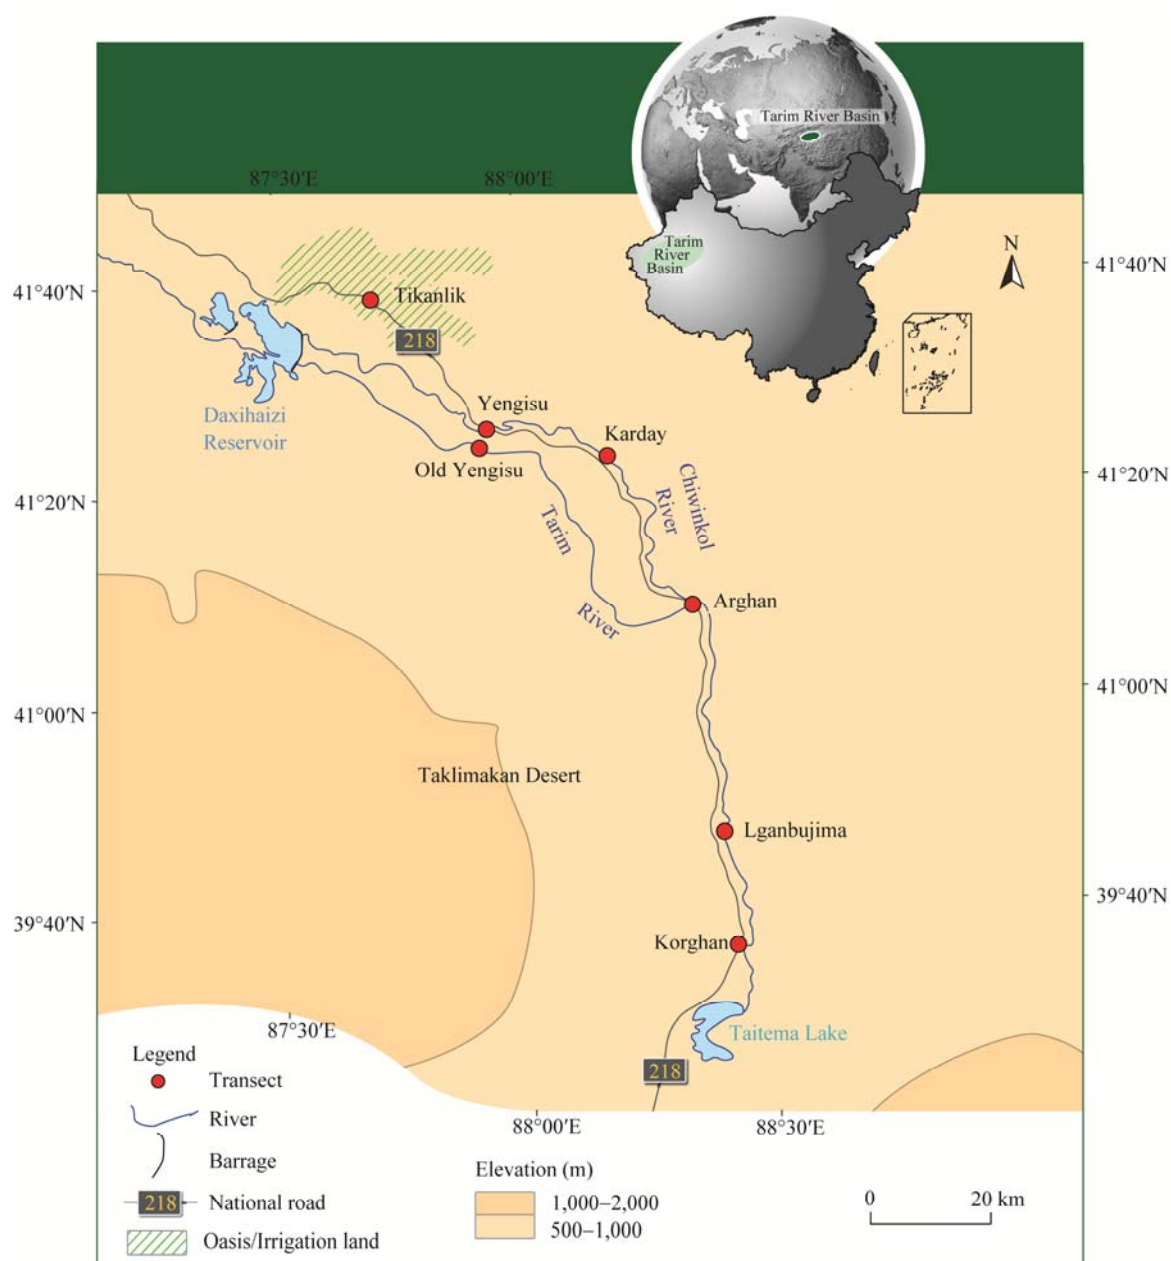 Tarim River Basin
87°30′E
88°00′E
Tarim
River
Basin
N
41°40′N
41°40′N
Tikanlik
218
Daxihaizi
Reservoir
Yengisu
Karday
Old Yengisu
Chiwinkol
River
41°20′N
41°20′N
Tarim
River
Arghan
41°00′N
41°00′N
Taklimakan Desert
Lganbujima
39°40′N
39°40′N
Korghan
Taitema Lake
218
87°30′E
88°00′E
88°30′E
Legend
Transect
River
Barrage
218 National road
Oasis/Irrigation land
Elevation (m)
1,000–2,000
500–1,000
0 20 km